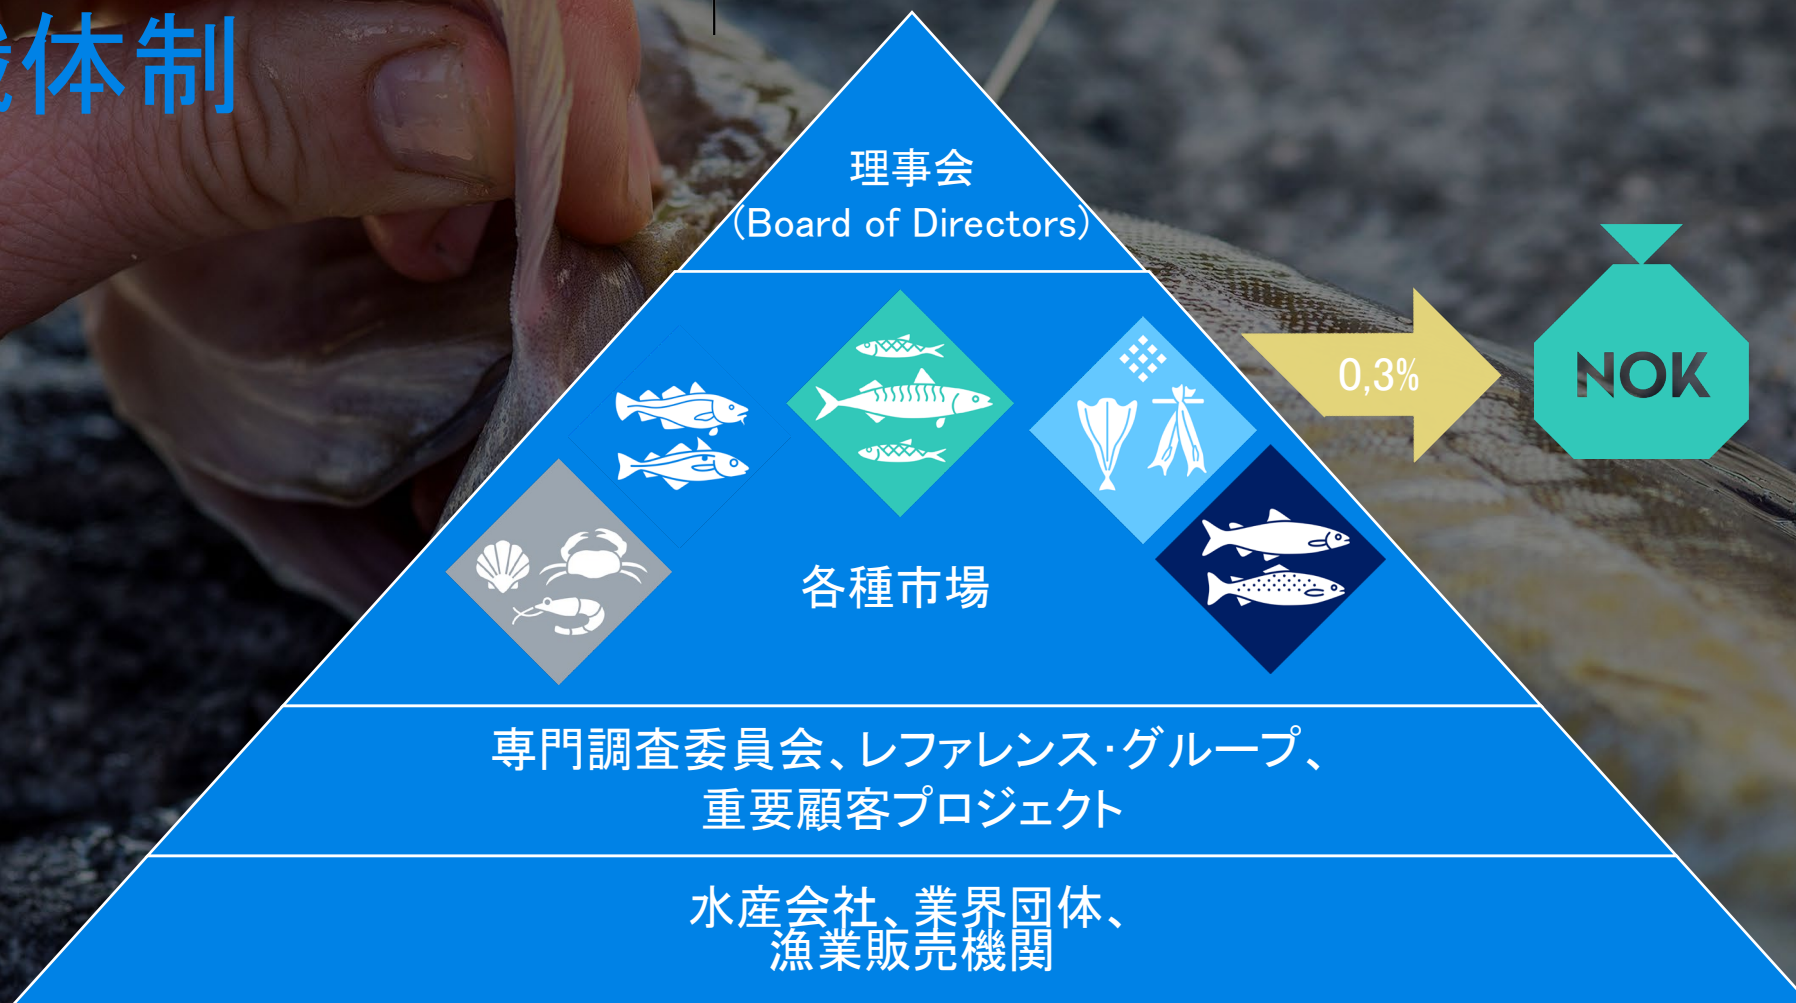 体制
理事会
(Board of Directors)
0,3%
NOK
各種市場
専門調査委員会、レファレンス・グループ、
重要顧客プロジェクト
水産会社、業界団体、
漁業販売機関